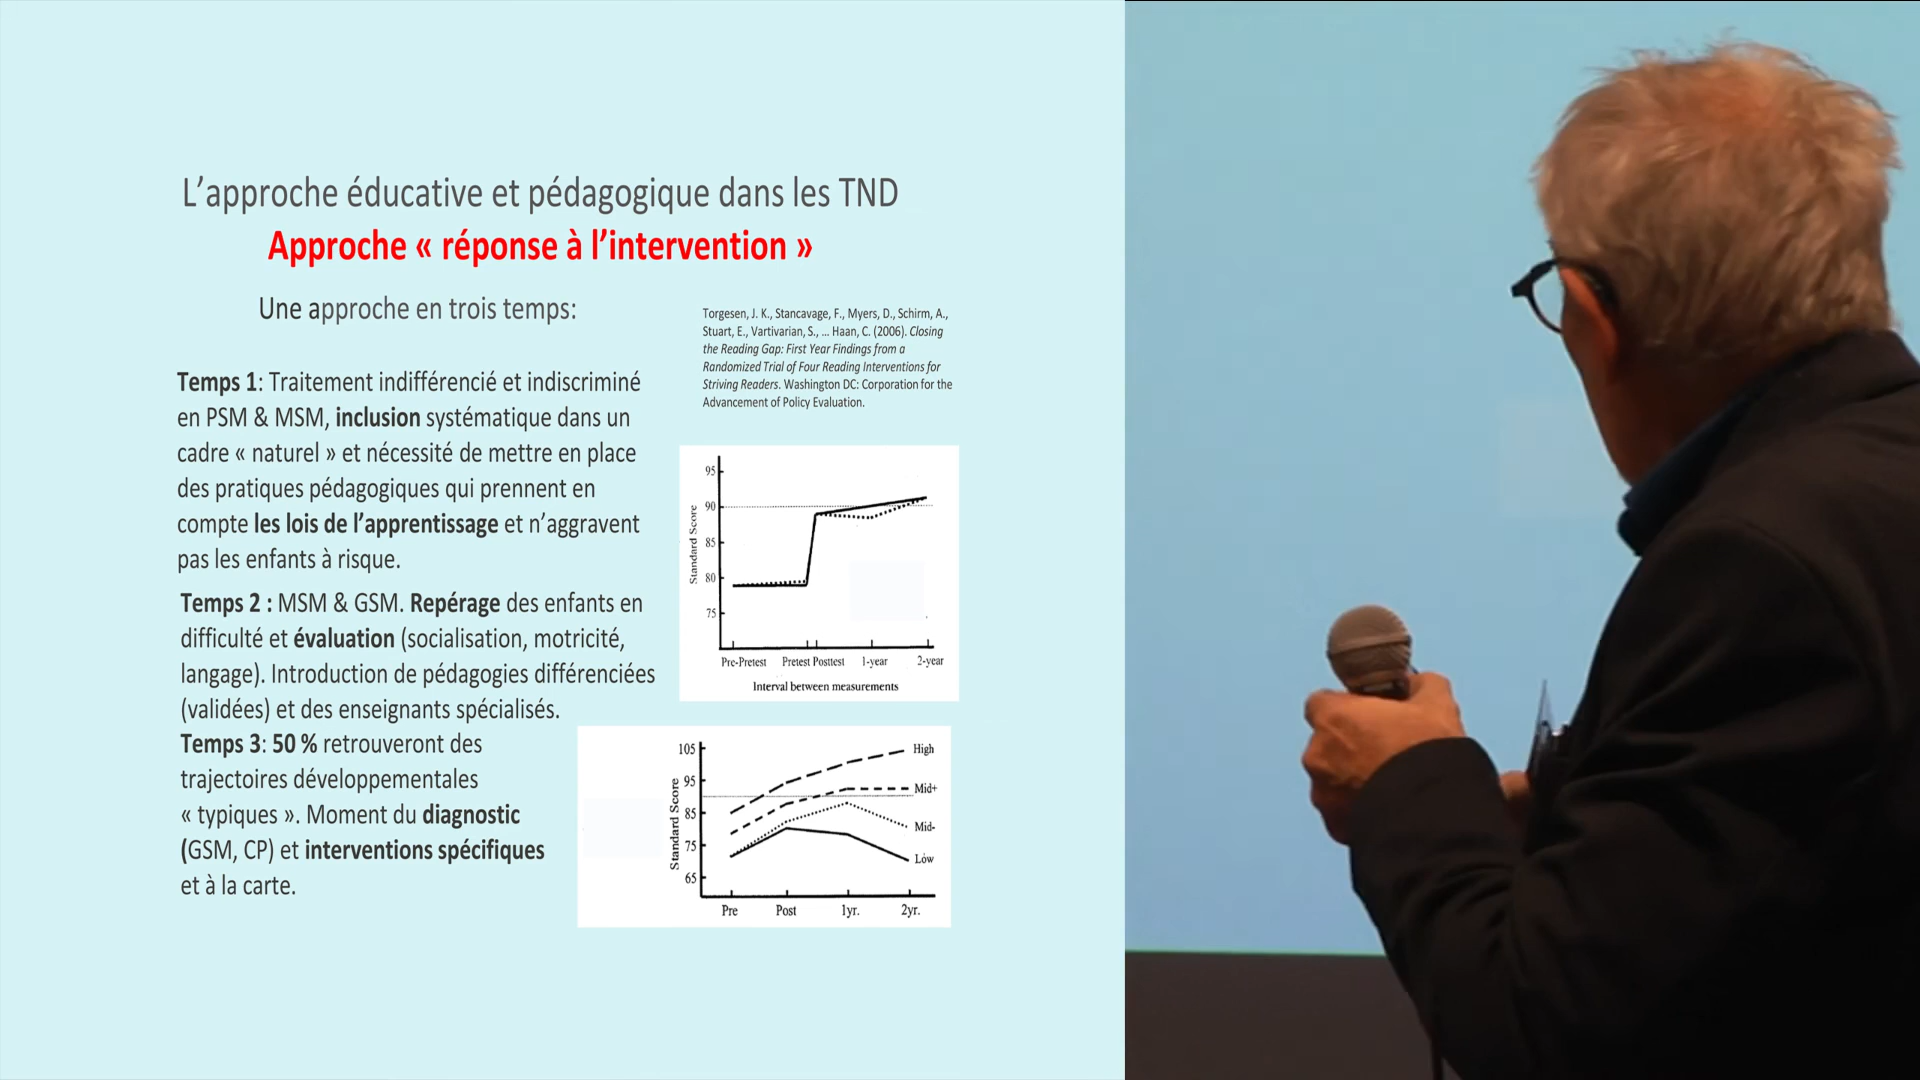 L’approche éducative et pédagogique dans les TND
Approche « réponse à l’intervention »
Une approche en trois temps:
Temps 1: Traitement indifférencié et indiscriminé
en PSM & MSM, inclusion systématique dans un
cadre « naturel » et nécessité de mettre en place
des pratiques pédagogiques qui prennent en
compte les lois de l’apprentissage et n’aggravent
pas les enfants à risque.
Temps 2 : MSM & GSM. Repérage des enfants en
difficulté et évaluation (socialisation, motricité,
langage). Introduction de pédagogies différenciées
(validées) et des enseignants spécialisés.
Temps 3: 50 % retrouveront des
trajectoires développementales
« typiques ». Moment du diagnostic
(GSM, CP) et interventions spécifiques
et à la carte.
Torgesen, J. K., Stancavage, F., Myers, D., Schirm, A.,
Stuart, E., Vartivarian, S., ... Haan, C. (2006). Closing
the Reading Gap: First Year Findings from a
Randomized Trial of Four Reading Interventions for
Striving Readers. Washington DC: Corporation for the
Advancement of Policy Evaluation.
Standard Score
95
90
85
80
75
Pre-Pretest Pretest Posttest 1-year 2-year
Interval between measurements
Standard Score
105
95
85
75
65
High
Mid+
Mid-
Low
Pre Post 1yr. 2yr.